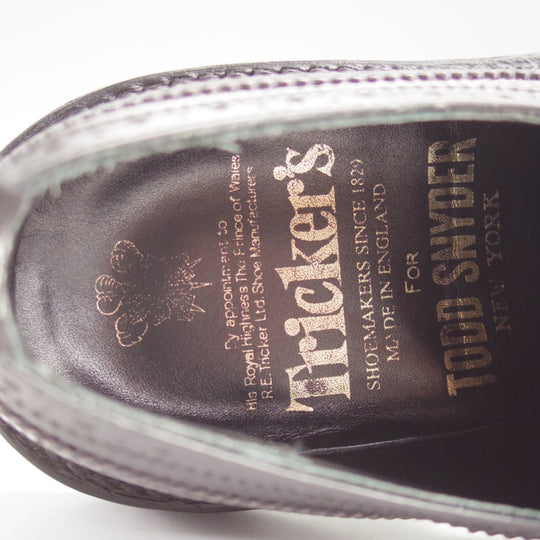 By appointment to
His Royal Highness The Prince of Wales
R.E. Tricker Ltd. Shoe Manufacturers
Tricker's
SHOEMAKERS SINCE 1829
MADE IN ENGLAND
FOR
TODD SNYDER
NEW YORK